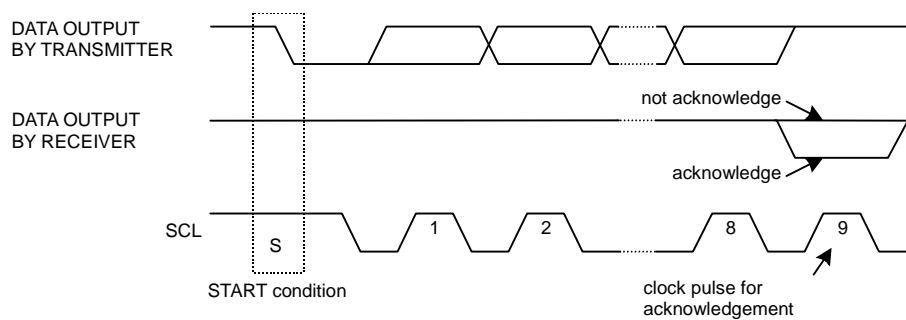 DATA OUTPUT
BY TRANSMITTER
not acknowledge
DATA OUTPUT
BY RECEIVER
acknowledge
SCL
1
2
8
9
S
START condition
clock pulse for
acknowledgement